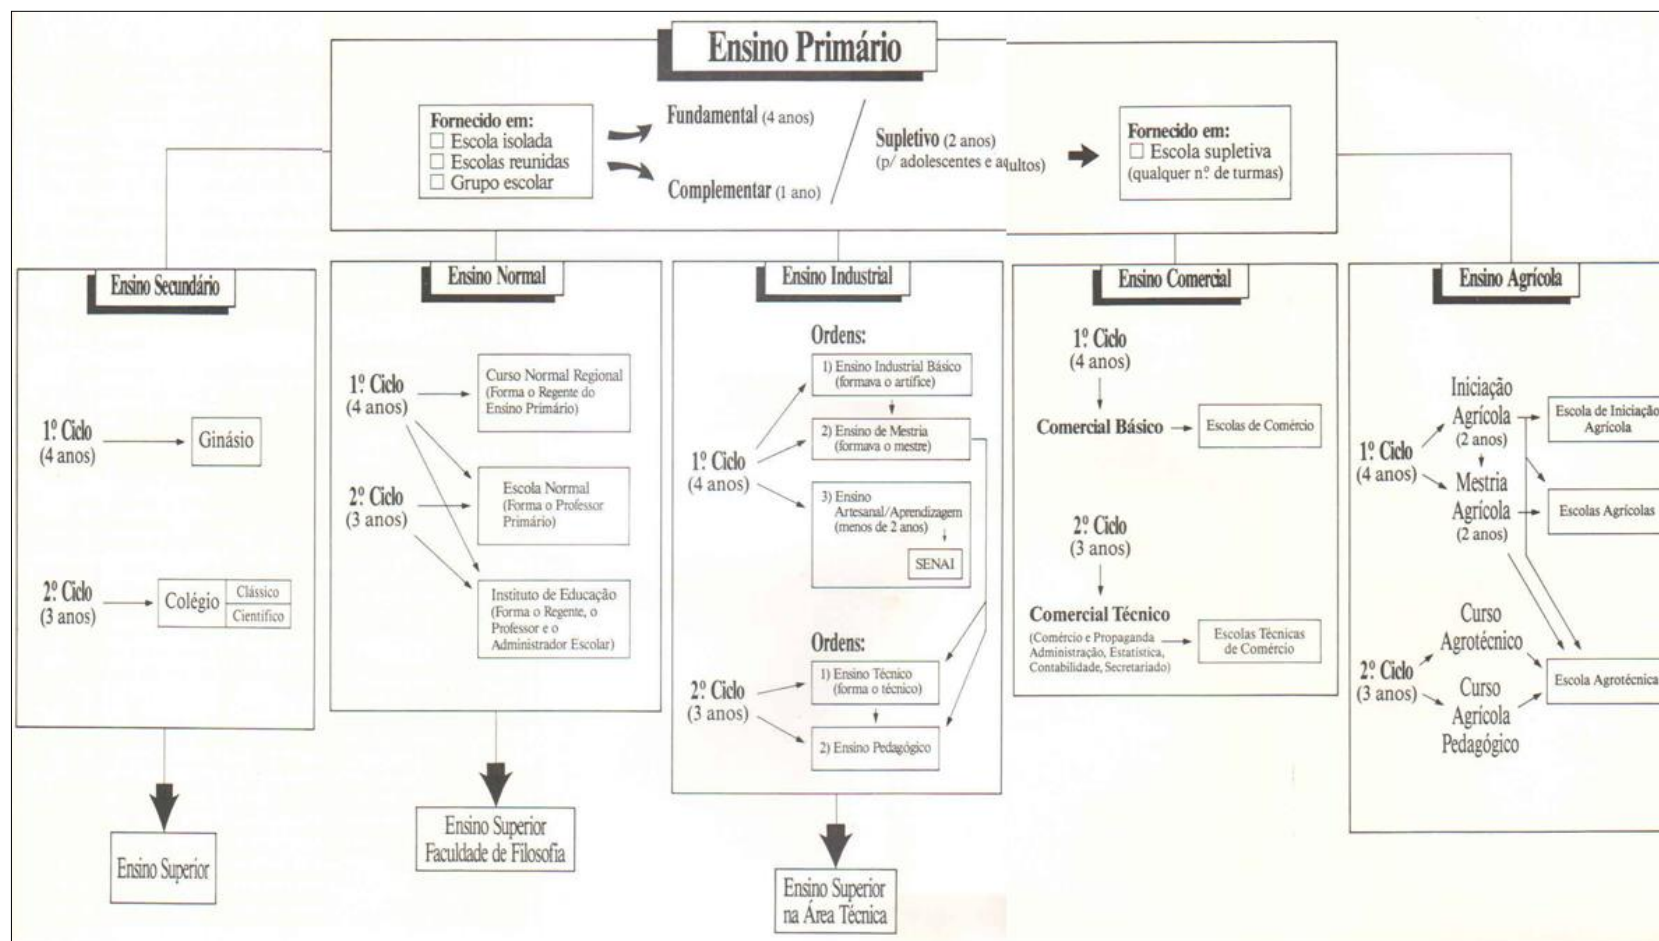 Ensino Primário
Fornecido em:
☐ Escola isolada
☐ Escolas reunidas
☐ Grupo escolar
Fundamental (4 anos)
Complementar (1 ano)
Supletivo (2 anos)
(p/ adolescentes e adultos)
Fornecido em:
☐ Escola supletiva
(qualquer nº de turmas)
Ensino Secundário
1º Ciclo
(4 anos)
Ginásio
2º Ciclo
(3 anos)
Colégio
Clássico
Científico
Ensino Superior
Ensino Normal
1º Ciclo
(4 anos)
Curso Normal Regional
(Forma o Regente do
Ensino Primário)
2º Ciclo
(3 anos)
Escola Normal
(Forma o Professor
Primário)
Instituto de Educação
(Forma o Regente, o
Professor e o
Administrador Escolar)
Ensino Superior
Faculdade de Filosofia
Ensino Industrial
Ordens:
1) Ensino Industrial Básico
(formava o artífice)
2) Ensino de Mestria
(formava o mestre)
1º Ciclo
(4 anos)
3) Ensino
Artesanal/Aprendizagem
(menos de 2 anos)
SENAI
Ordens:
1) Ensino Técnico
(forma o técnico)
2º Ciclo
(3 anos)
2) Ensino Pedagógico
Ensino Superior
na Área Técnica
Ensino Comercial
1º Ciclo
(4 anos)
Comercial Básico
Escolas de Comércio
2º Ciclo
(3 anos)
Comercial Técnico
(Comércio e Propaganda
Administração, Estatística,
Contabilidade, Secretariado)
Escolas Técnicas
de Comércio
Ensino Agrícola
1º Ciclo
(4 anos)
Iniciação
Agrícola
(2 anos)
Escola de Iniciação
Agrícola
Mestria
Agrícola
(2 anos)
Escolas Agrícolas
2º Ciclo
(3 anos)
Curso
Agrotécnico
Curso
Agrícola
Pedagógico
Escola Agrotécnica